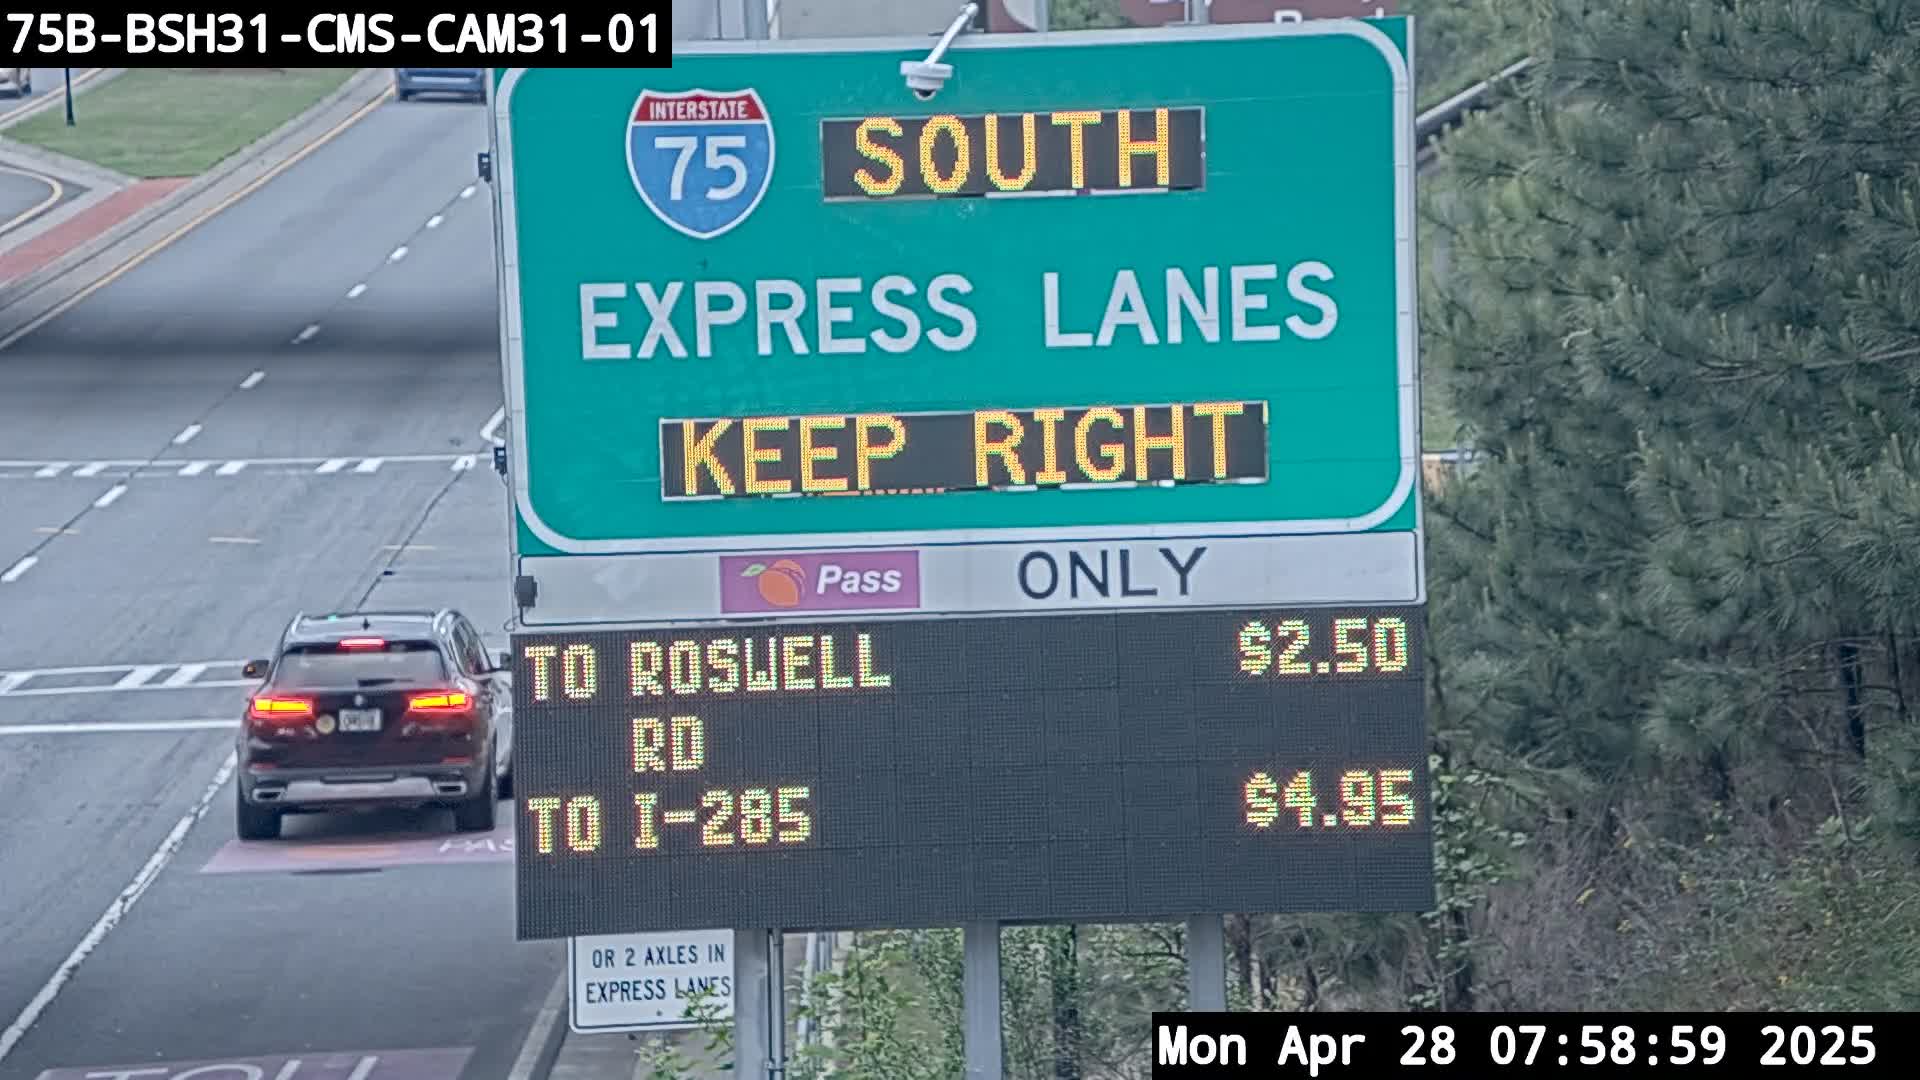 75B-BSH31-CMS-CAM31-01
INTERSTATE
75
SOUTH
EXPRESS LANES
KEEP RIGHT
Pass ONLY
TO ROSWELL $2.50
RD
TO I-285 $4.95
OR 2 AXLES IN
EXPRESS LANES
TOLL
Mon Apr 28 07:58:59 2025